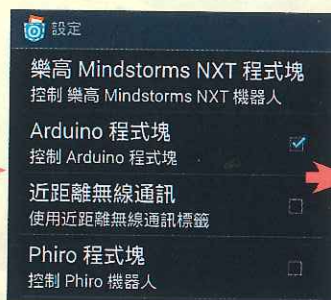 設定
樂高 Mindstorms NXT 程式塊
控制 樂高 Mindstorms NXT 機器人
Arduino 程式塊
控制 Arduino 程式塊
近距離無線通訊
使用近距離無線通訊標籤
Phiro 程式塊
控制 Phiro 機器人